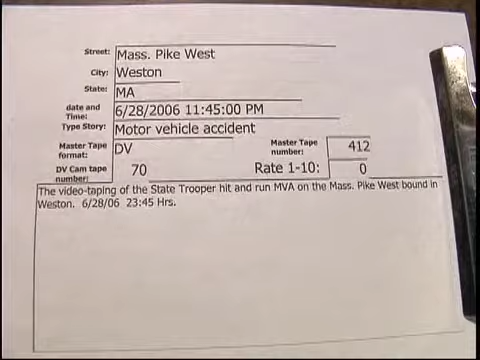 Street: Mass. Pike West
City: Weston
State: MA
date and Time: 6/28/2006 11:45:00 PM
Type Story: Motor vehicle accident
Master Tape format: DV Master Tape number: 412
DV Cam tape number: 70 Rate 1-10: 0
The video-taping of the State Trooper hit and run MVA on the Mass. Pike West bound in
Weston. 6/28/06 23:45 Hrs.